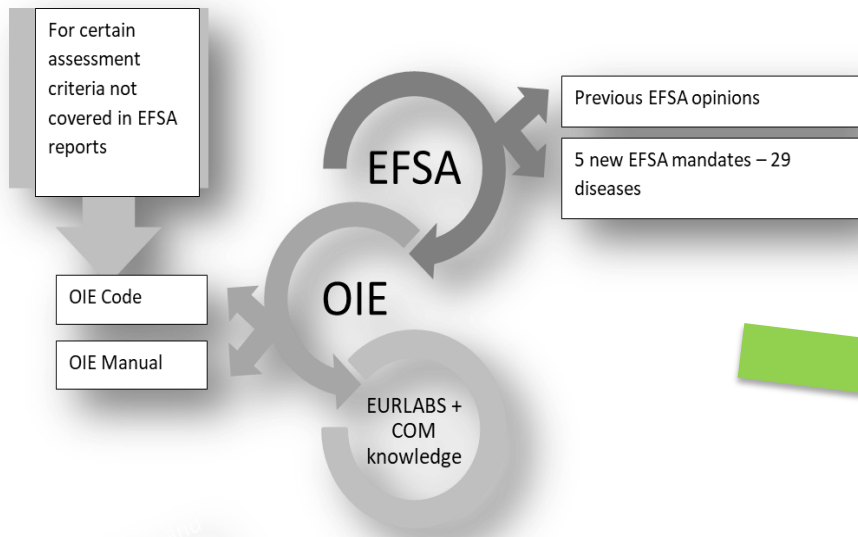 For certain
assessment
criteria not
covered in EFSA
reports
EFSA
Previous EFSA opinions
5 new EFSA mandates – 29
diseases
OIE Code
OIE Manual
OIE
EURLABS +
COM
knowledge